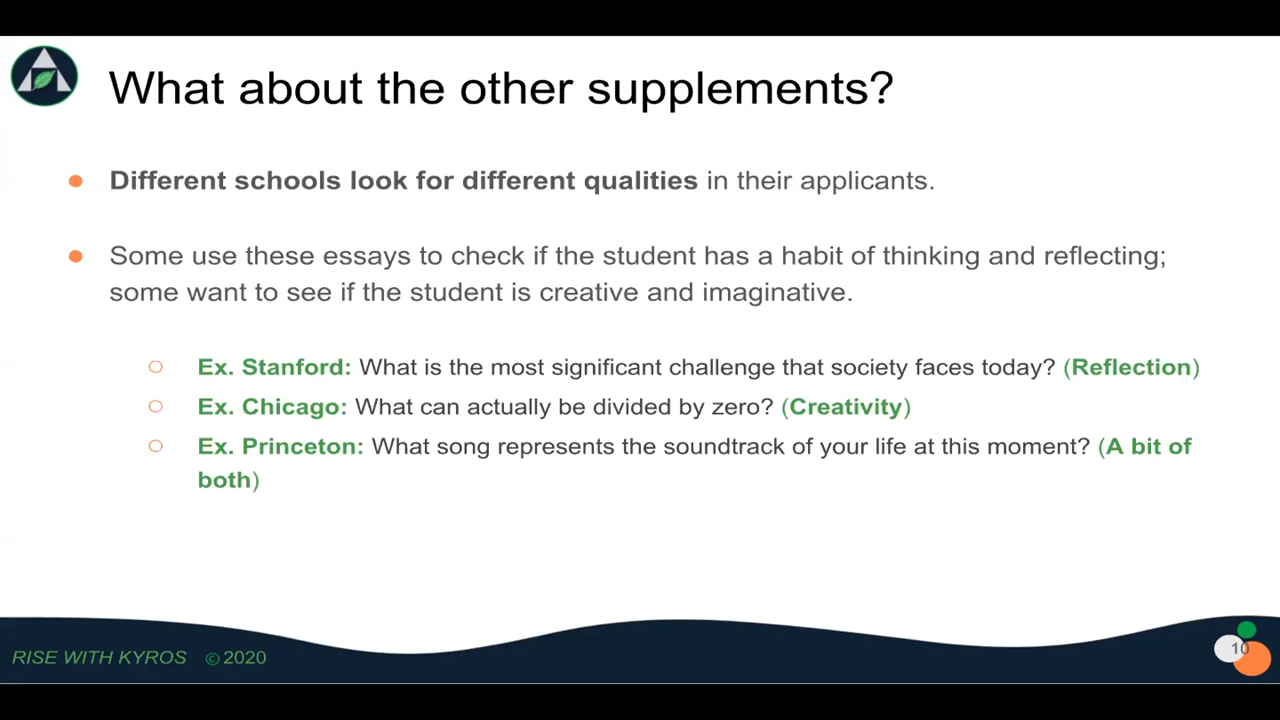 What about the other supplements?
● Different schools look for different qualities in their applicants.
● Some use these essays to check if the student has a habit of thinking and reflecting;
some want to see if the student is creative and imaginative.
○ Ex. Stanford: What is the most significant challenge that society faces today? (Reflection)
○ Ex. Chicago: What can actually be divided by zero? (Creativity)
○ Ex. Princeton: What song represents the soundtrack of your life at this moment? (A bit of
both)
RISE WITH KYROS © 2020
10